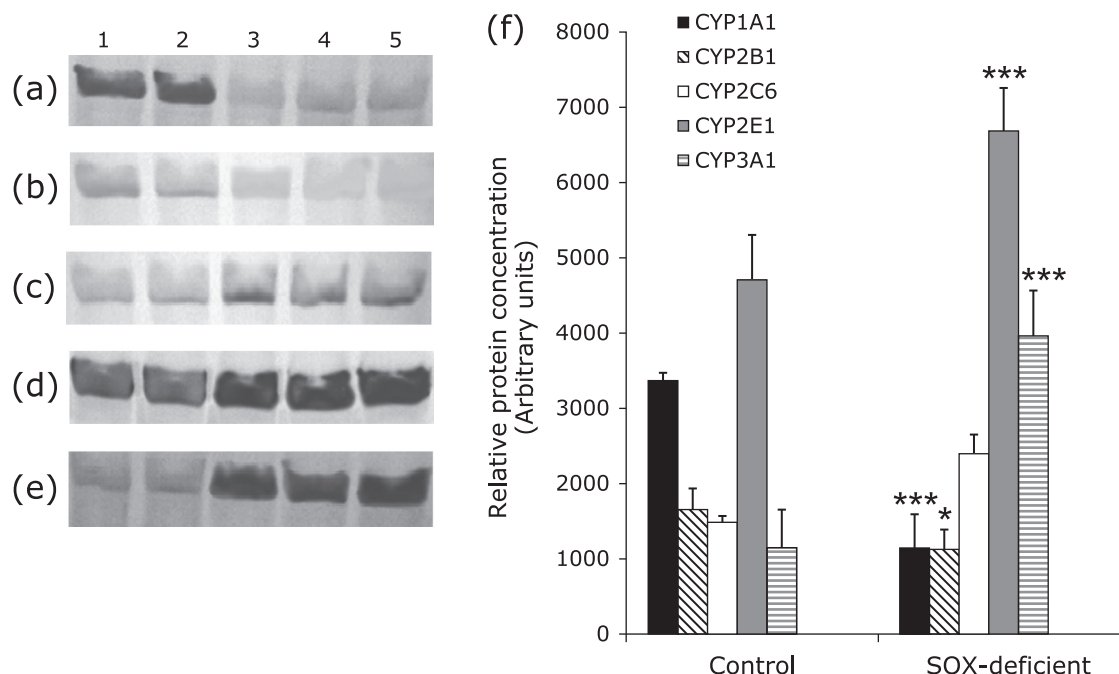 1 2 3 4 5
(a)
(b)
(c)
(d)
(e)
(f)
Relative protein concentration
(Arbitrary units)
8000
7000
6000
5000
4000
3000
2000
1000
0
CYP1A1
CYP2B1
CYP2C6
CYP2E1
CYP3A1
***
*
***
***
Control
SOX-deficient